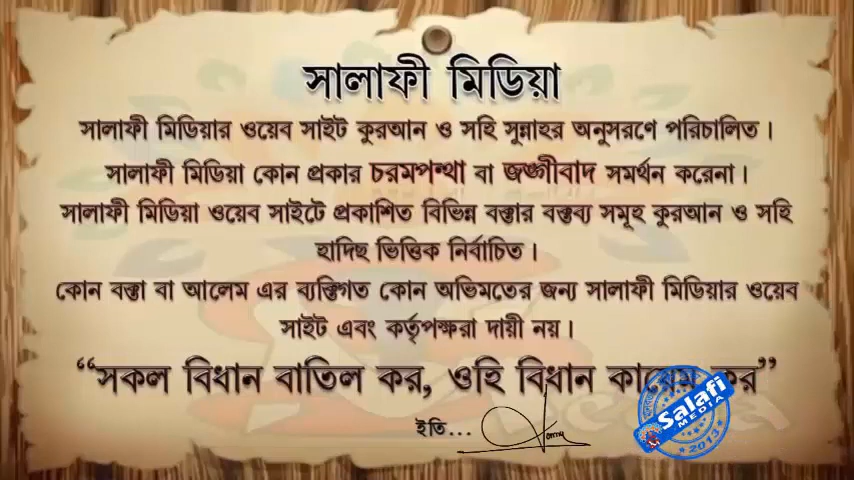 সালাফী মিডিয়া
সালাফী মিডিয়ার ওয়েব সাইট কুরআন ও সহি সুন্নাহর অনুসরণে পরিচালিত।
সালাফী মিডিয়া কোন প্রকার চরমপন্থা বা জঙ্গীবাদ সমর্থন করেনা।
সালাফী মিডিয়া ওয়েব সাইটে প্রকাশিত বিভিন্ন বক্তার বক্তব্য সমূহ কুরআন ও সহি
হাদিছ ভিত্তিক নির্বাচিত।
কোন বক্তা বা আলেম এর ব্যক্তিগত কোন অভিমতের জন্য সালাফী মিডিয়ার ওয়েব
সাইট এবং কর্তৃপক্ষরা দায়ী নয়।
“সকল বিধান বাতিল কর, ওহি বিধান কায়েম কর”
ইতি...
Salafi
MEDIA
2013